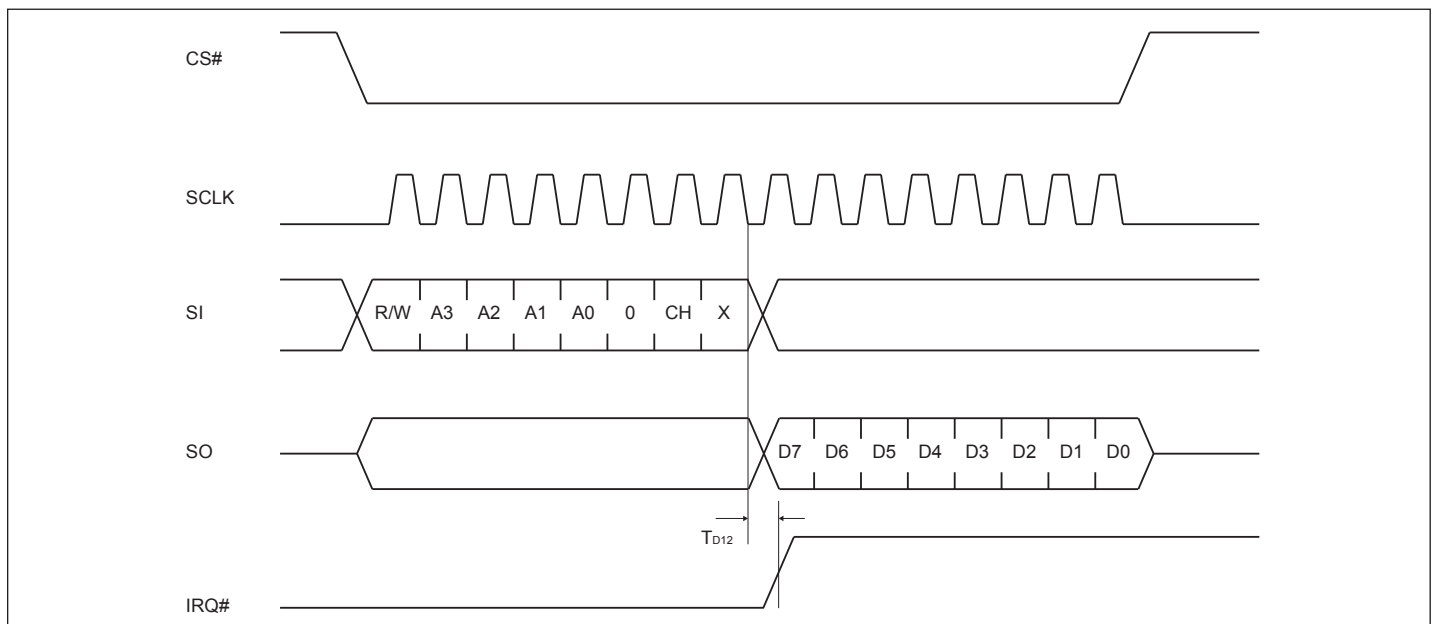 CS#
SCLK
SI R/W A3 A2 A1 A0 0 CH X
SO D7 D6 D5 D4 D3 D2 D1 D0
TD12
IRQ#